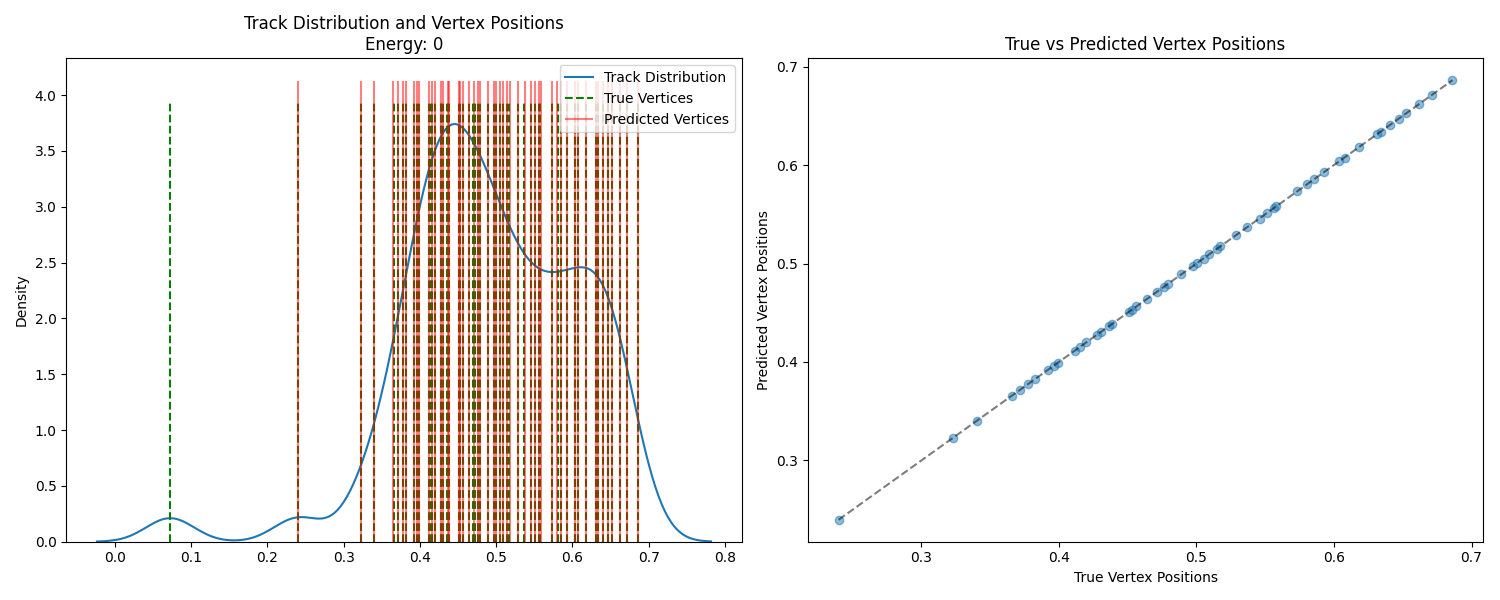 Track Distribution and Vertex Positions
Energy: 0
Track Distribution
True Vertices
Predicted Vertices
Density
4.0
3.5
3.0
2.5
2.0
1.5
1.0
0.5
0.0
0.0 0.1 0.2 0.3 0.4 0.5 0.6 0.7 0.8
True vs Predicted Vertex Positions
Predicted Vertex Positions
0.7
0.6
0.5
0.4
0.3
0.3 0.4 0.5 0.6 0.7
True Vertex Positions